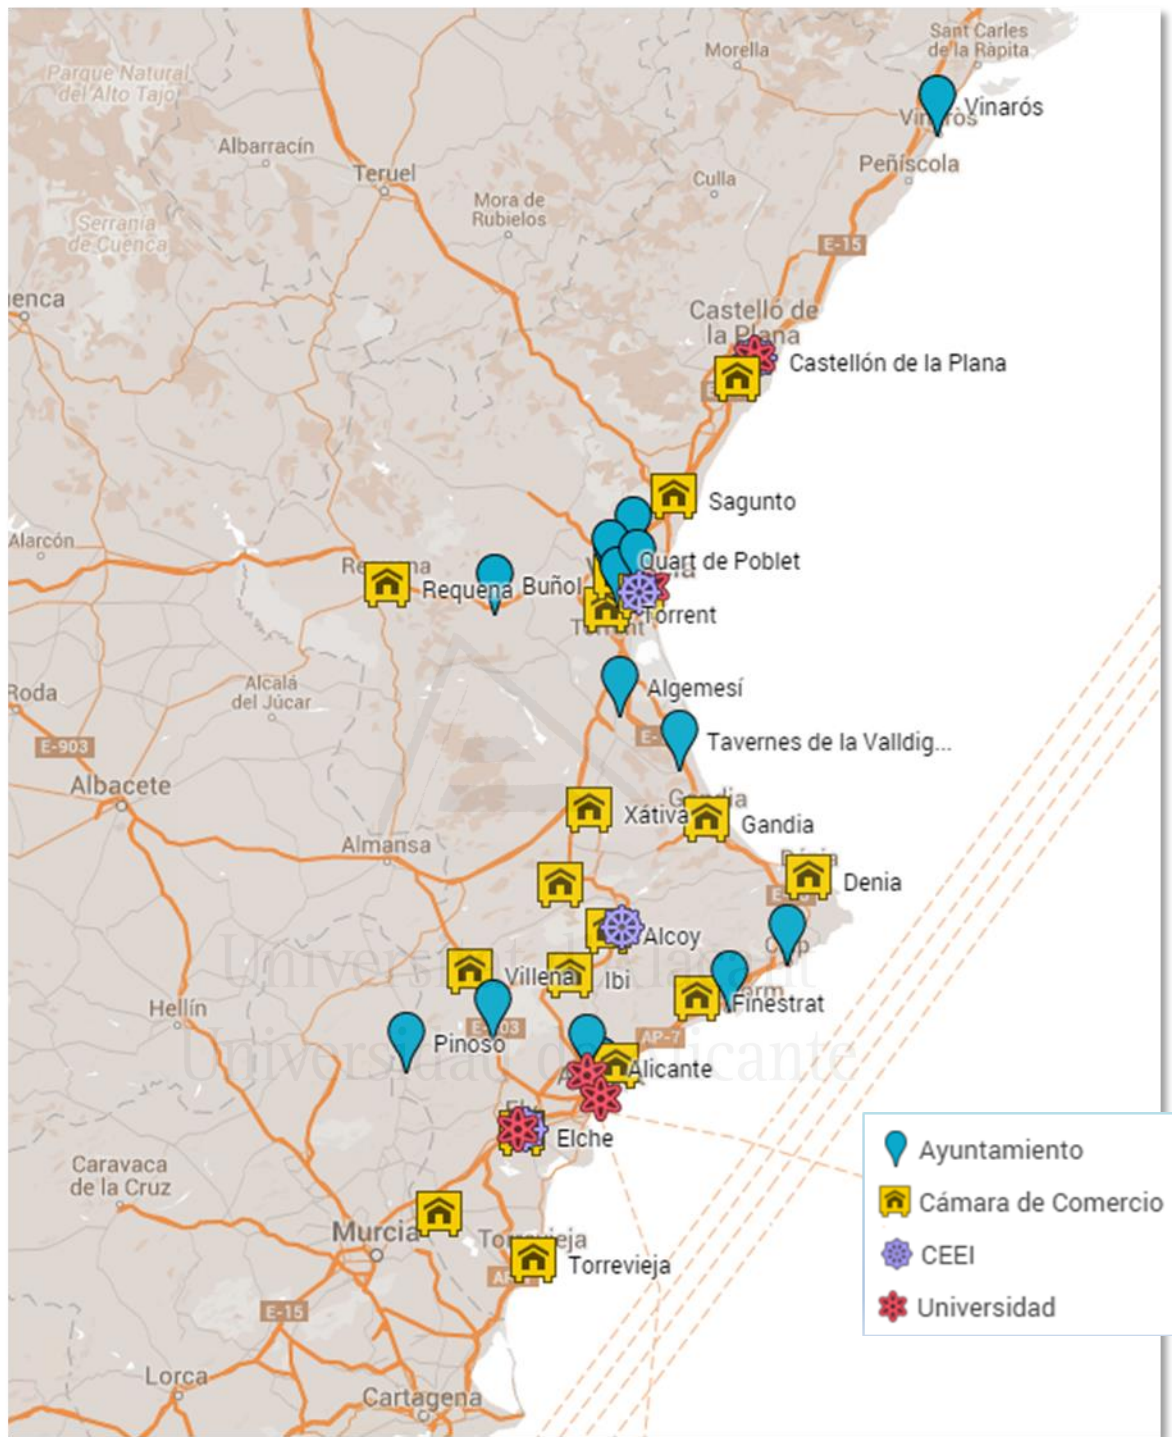 Sant Carles
de la Ràpita
Morella
Parque Natural
del Alto Tajo
Vinarós
Vinaròs
Albarracín
Peñíscola
Teruel
Culla
Mora de
Rubielos
Serranía
de Cuenca
E-15
uenca
Castelló de
la Plana
Castellón de la Plana
Sagunto
Alarcón
Quart de Poblet
Requena
Buñol
Torrent
Algemesí
Alcalá
del Júcar
Roda
E-903
Tavernes de la Valldig...
Albacete
Xátiva
Gandia
Almansa
Denia
Alcoy
Universitat d'Alacant
Villena
Ibi
Finestrat
Hellín
Pinoso
AP-7
Universidad de Alicante
Alicante
Elche
Caravaca
de la Cruz
Murcia
Torrevieja
Torrevieja
E-15
Lorca
Cartagena
Ayuntamiento
Cámara de Comercio
CEEI
Universidad